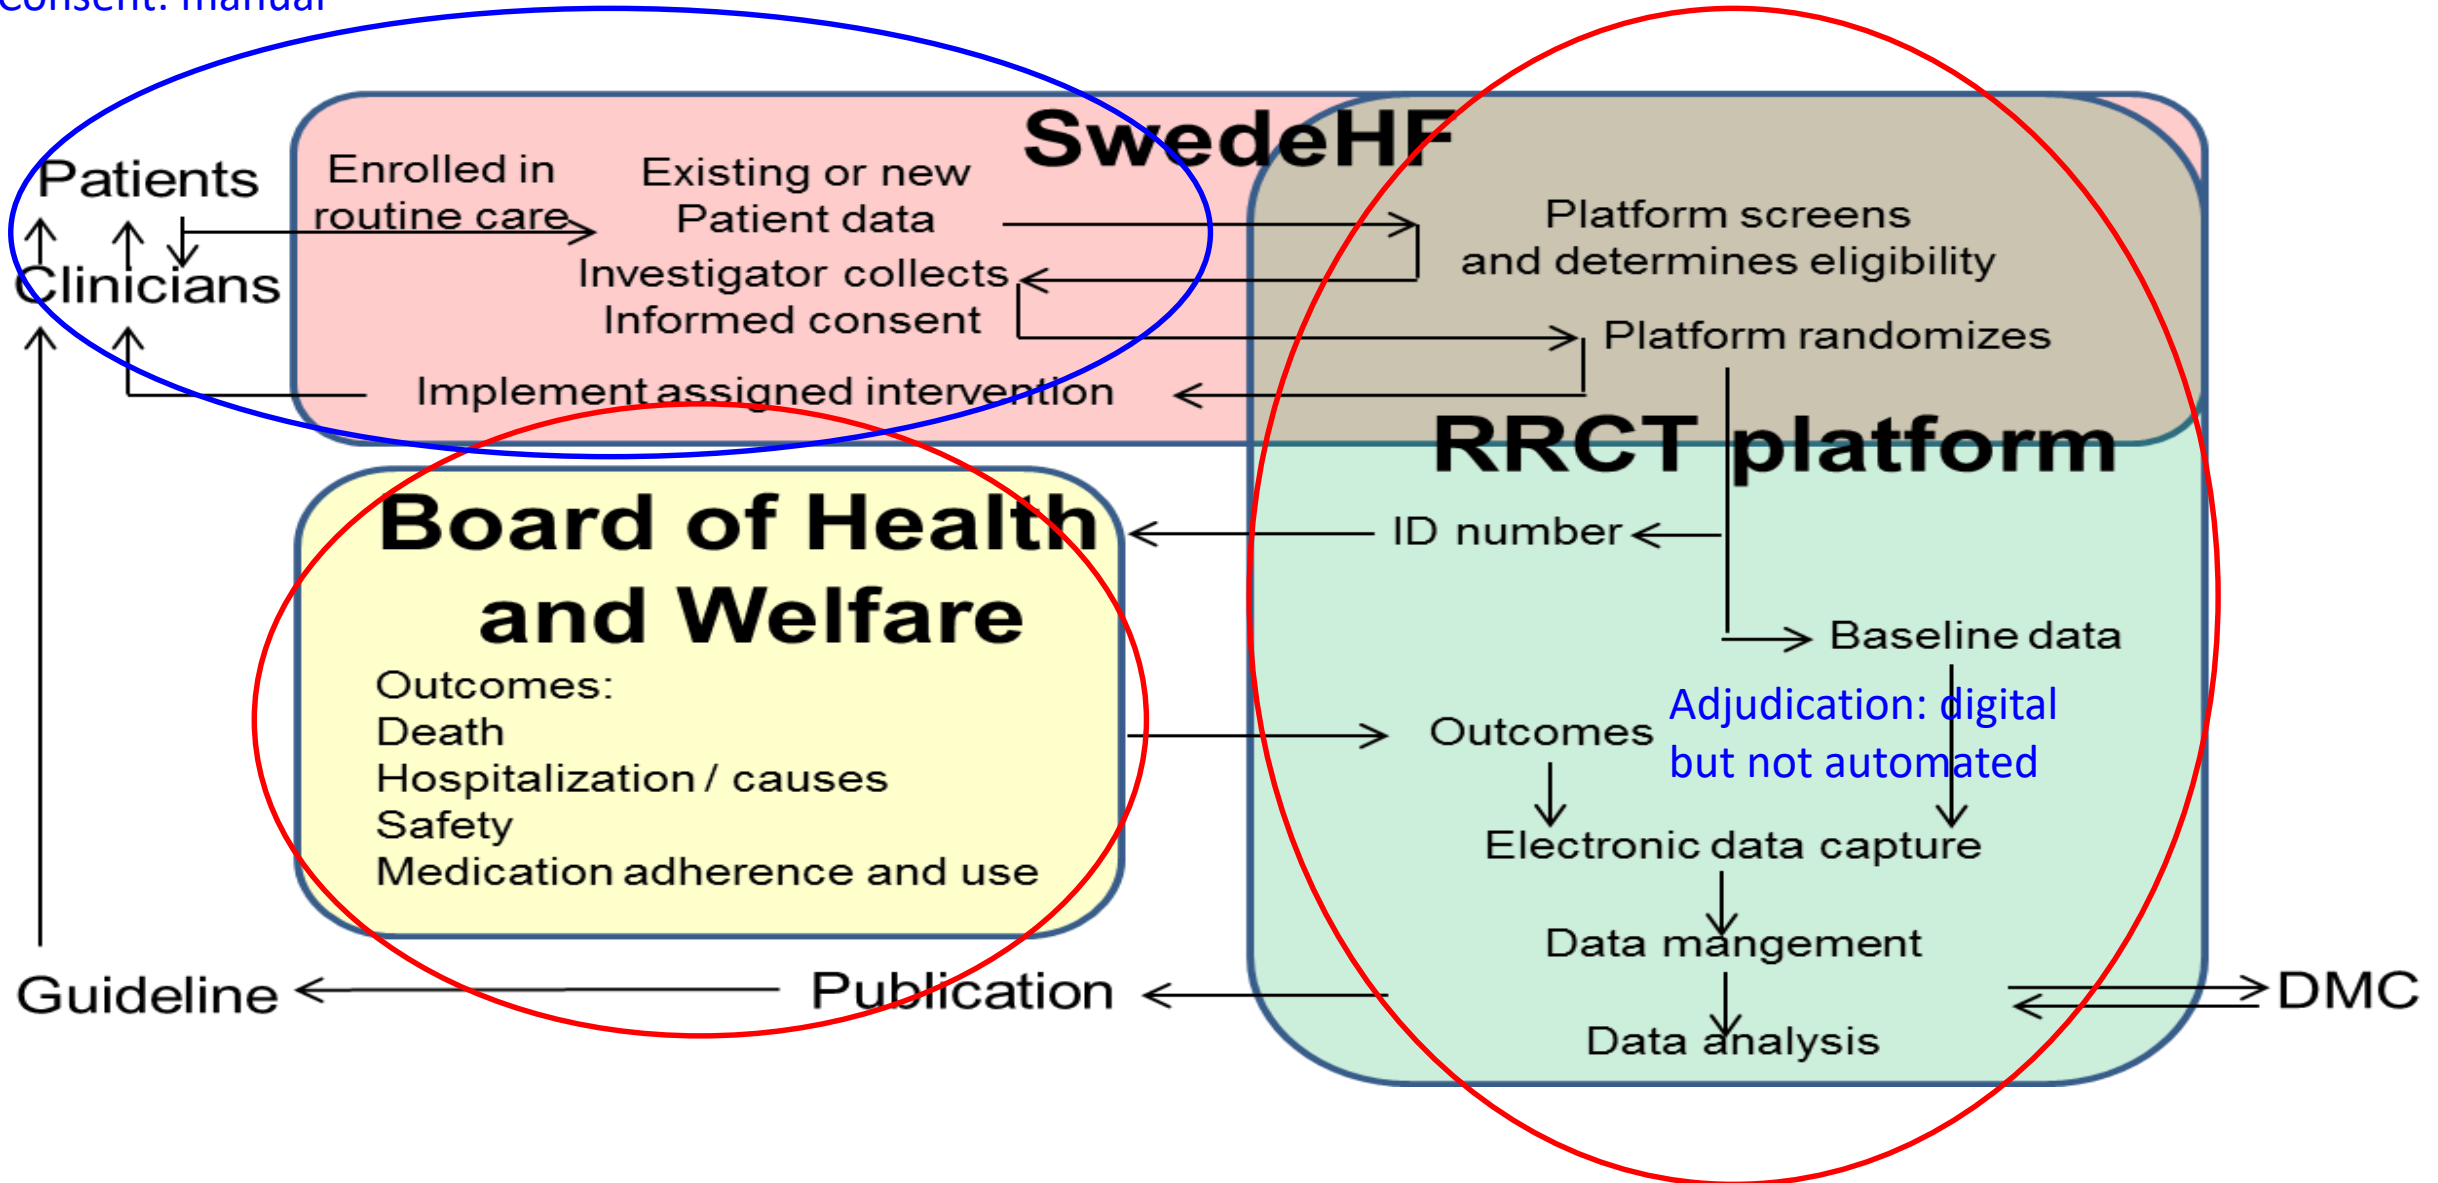 Consent: manual
SwedeHF
Patients
Clinicians
Enrolled in
routine care
Existing or new
Patient data
Investigator collects
Informed consent
Implement assigned intervention
Platform screens
and determines eligibility
Platform randomizes
RRCT platform
Board of Health
and Welfare
Outcomes:
Death
Hospitalization / causes
Safety
Medication adherence and use
ID number
Baseline data
Adjudication: digital
but not automated
Outcomes
Electronic data capture
Data mangement
Data analysis
Guideline
Publication
DMC